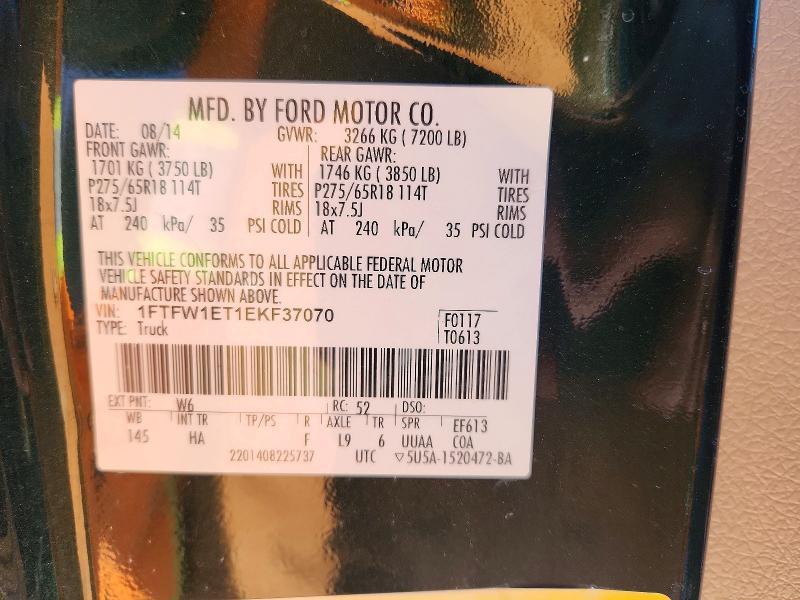 MFD. BY FORD MOTOR CO.
DATE: 08/14 GVWR: 3266 KG ( 7200 LB)
FRONT GAWR: REAR GAWR:
1701 KG ( 3750 LB) WITH 1746 KG ( 3850 LB) WITH
P275/65R18 114T TIRES P275/65R18 114T TIRES
18x7.5J RIMS 18x7.5J RIMS
AT 240 kPa/ 35 PSI COLD AT 240 kPa/ 35 PSI COLD
THIS VEHICLE CONFORMS TO ALL APPLICABLE FEDERAL MOTOR
VEHICLE SAFETY STANDARDS IN EFFECT ON THE DATE OF
MANUFACTURE SHOWN ABOVE.
VIN: 1FTFW1ET1EKF37070 F0117
TYPE: Truck T0613
EXT PNT: W6 RC: 52 DSO:
WB INT TR TP/PS R AXLE TR SPR EF613
145 HA F L9 6 UUAA COA
2201408225737 UTC ▽5U5A-1520472-BA